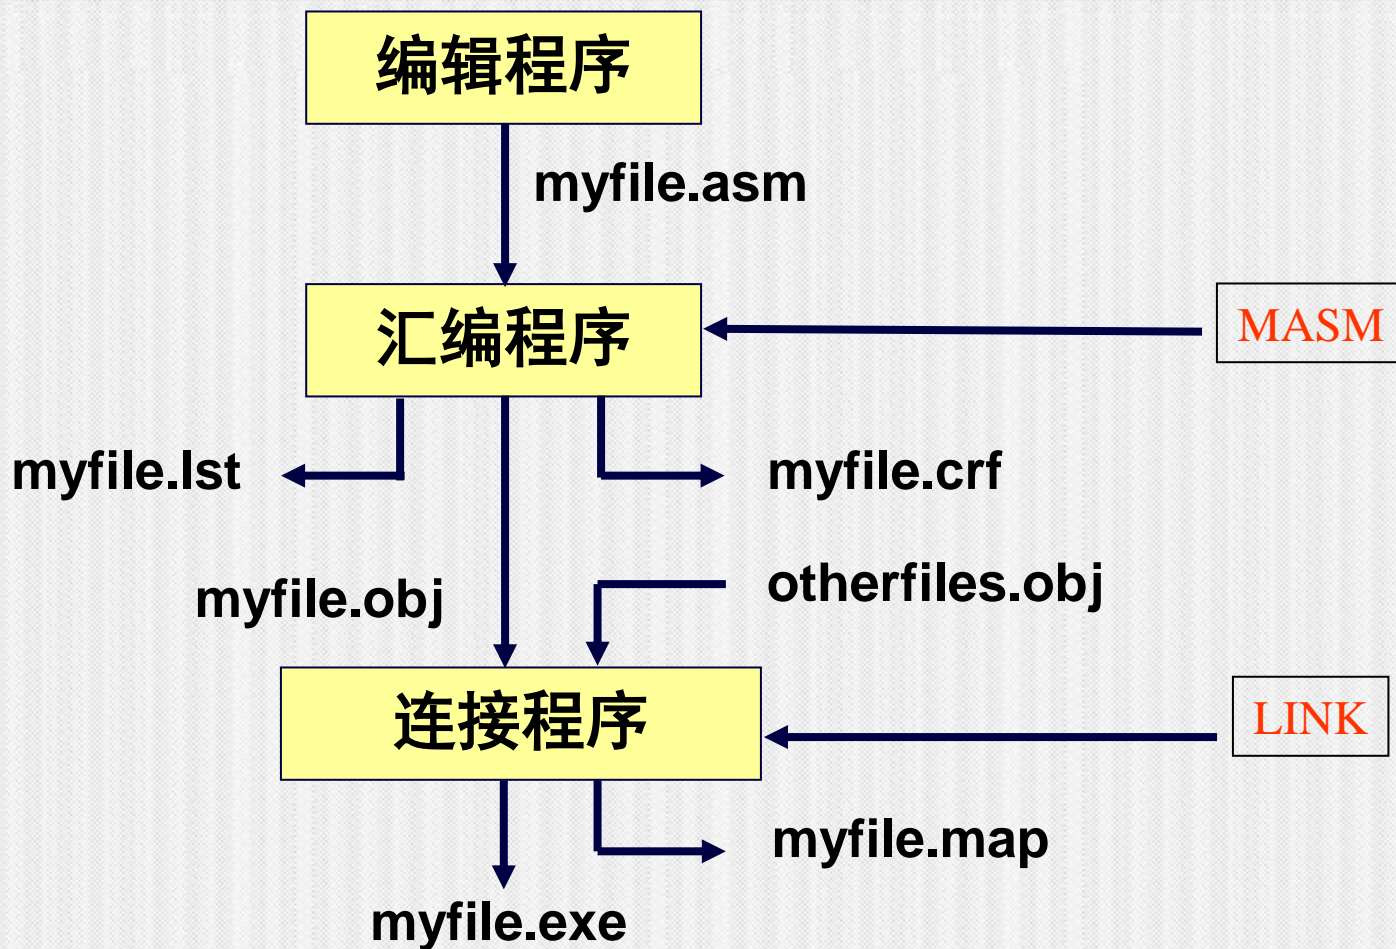 编辑程序
myfile.asm
汇编程序
MASM
myfile.lst
myfile.crf
myfile.obj
otherfiles.obj
连接程序
LINK
myfile.map
myfile.exe